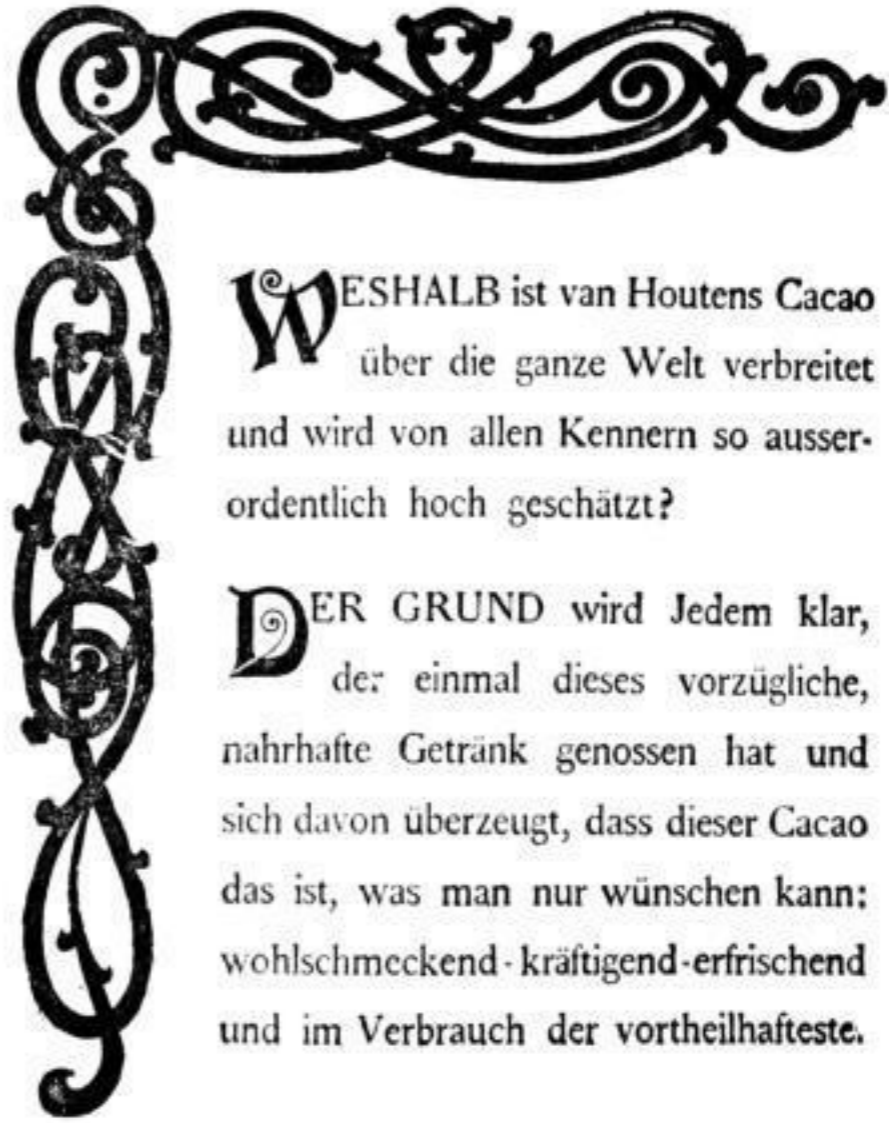 WESHALB ist van Houtens Cacao
über die ganze Welt verbreitet
und wird von allen Kennern so ausser-
ordentlich hoch geschätzt?
DER GRUND wird Jedem klar,
der einmal dieses vorzügliche,
nahrhafte Getränk genossen hat und
sich davon überzeugt, dass dieser Cacao
das ist, was man nur wünschen kann:
wohlschmeckend-kräftigend-erfrischend
und im Verbrauch der vortheilhafteste.